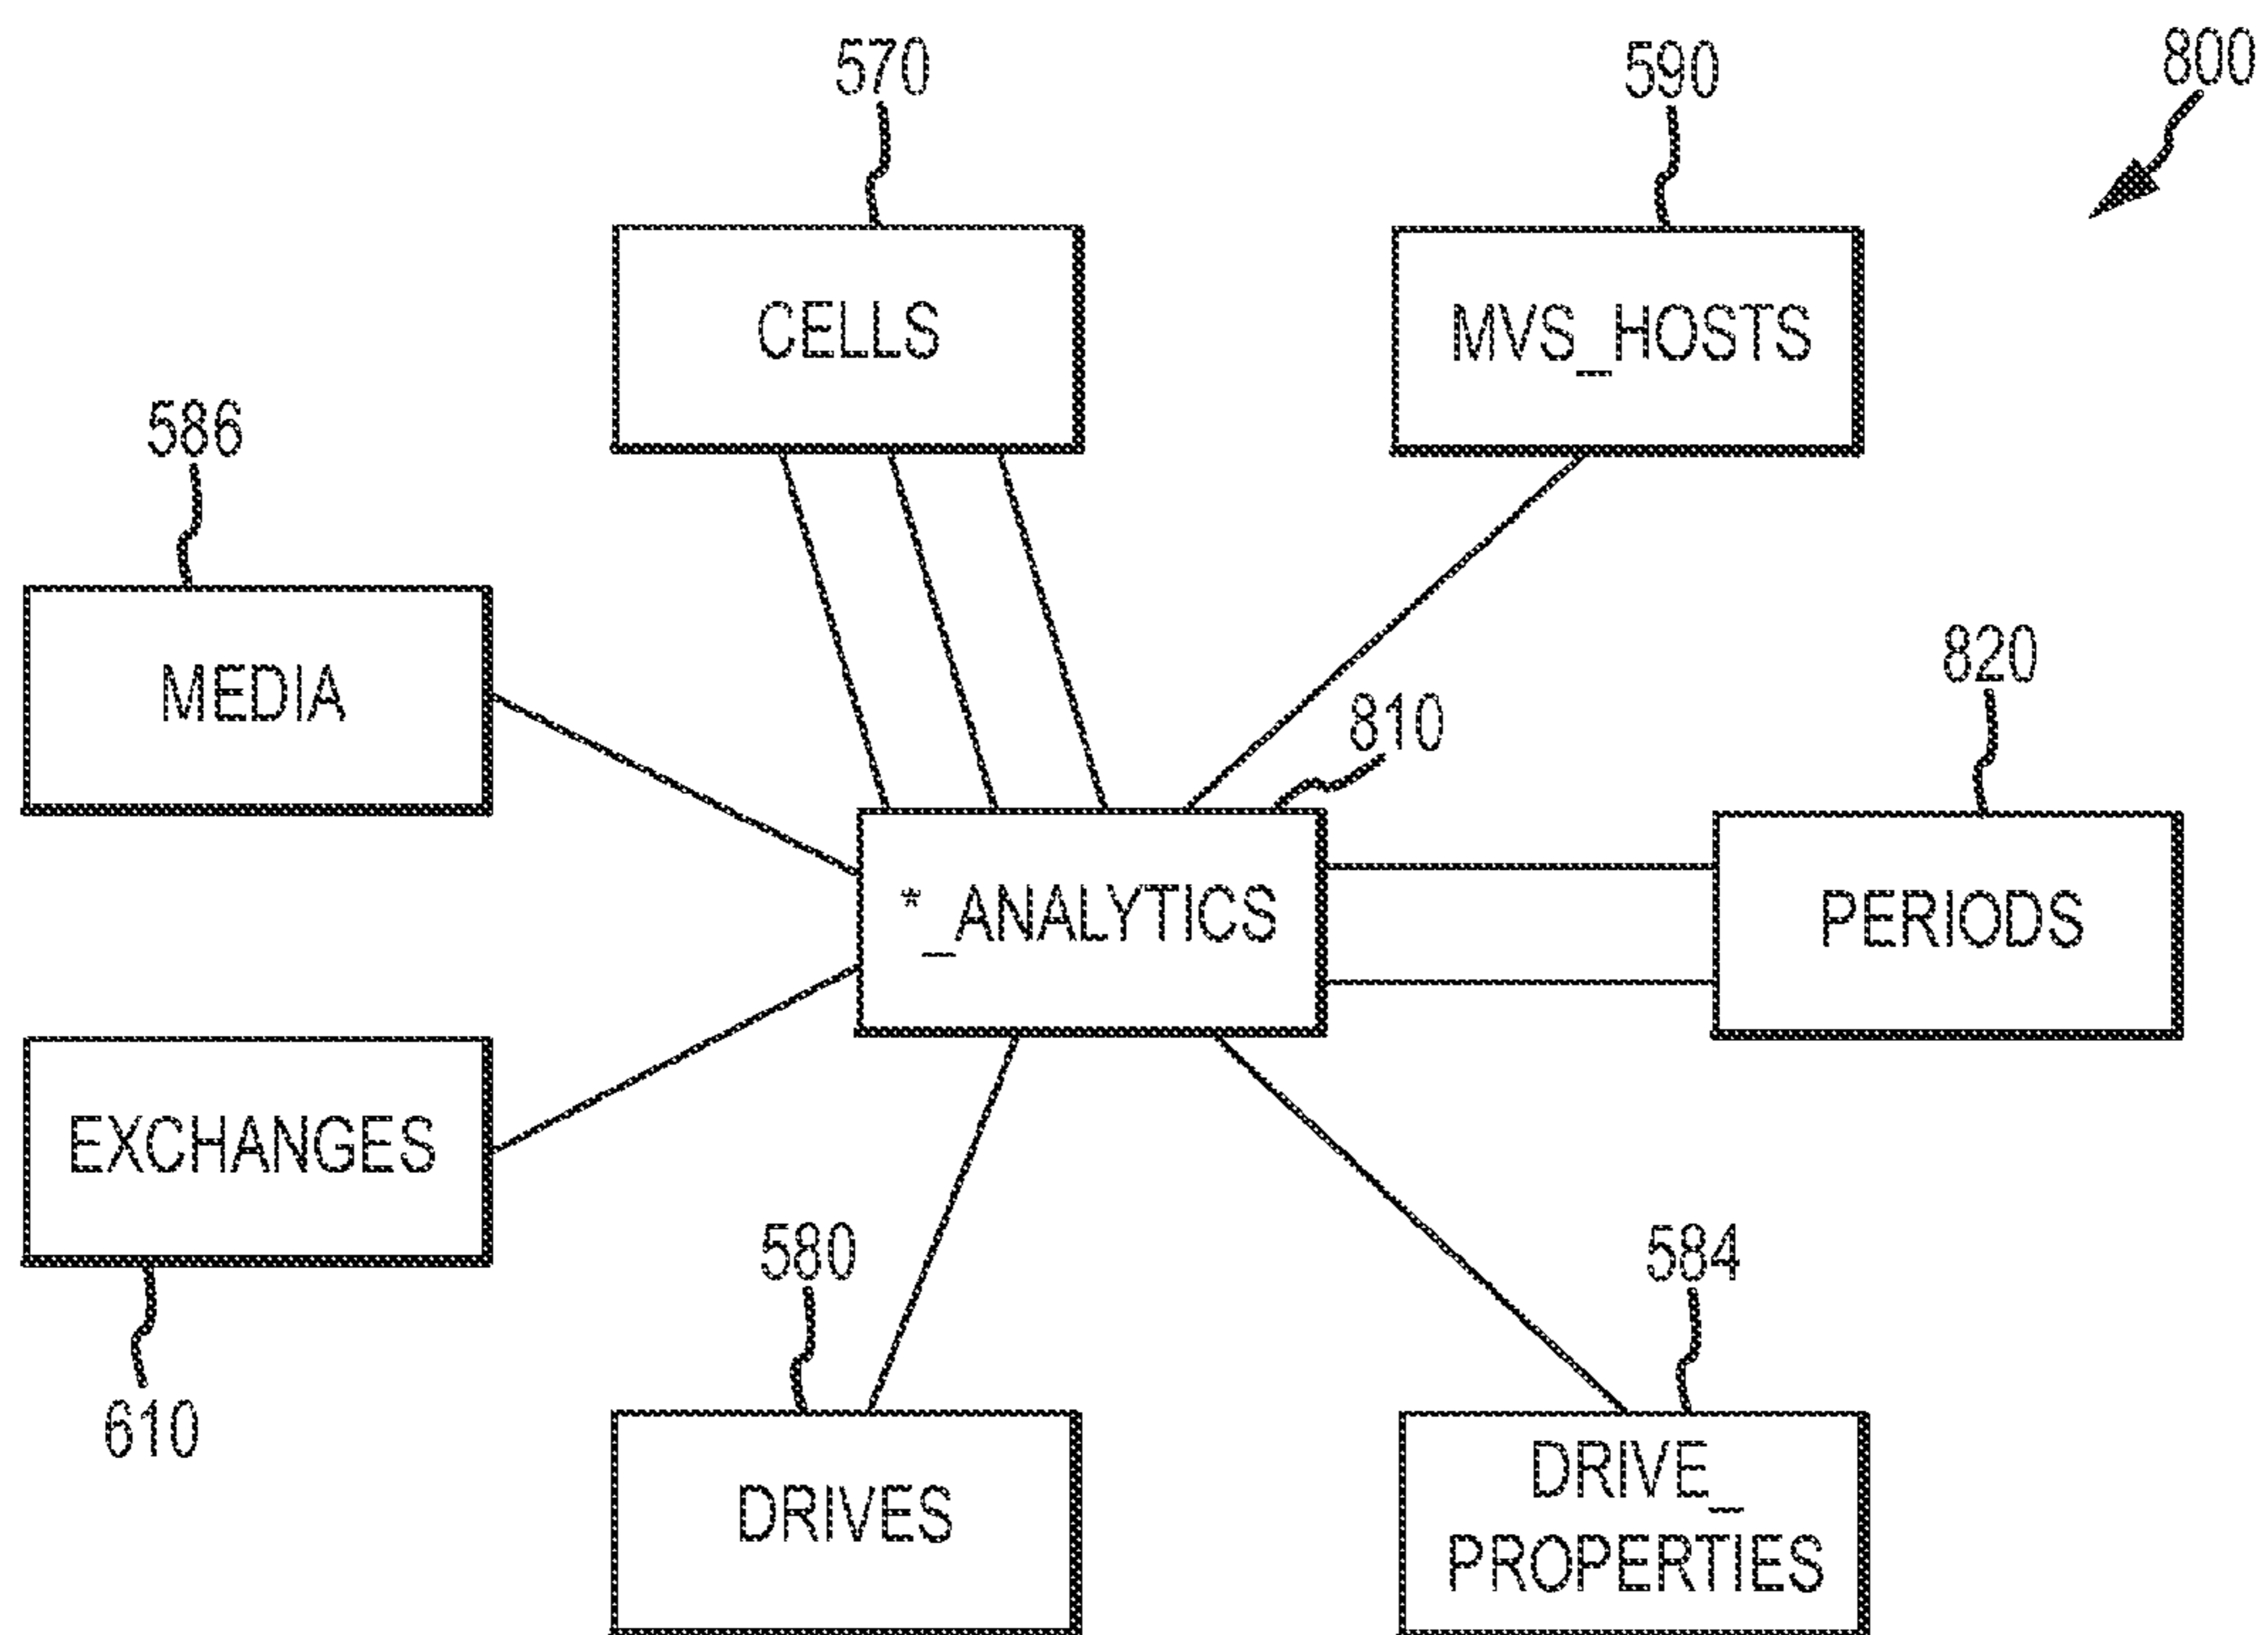 800
570
590
CELLS
MVS_HOSTS
586
820
MEDIA
810
*_ANALYTICS
PERIODS
EXCHANGES
580
584
610
DRIVES
DRIVE_
PROPERTIES